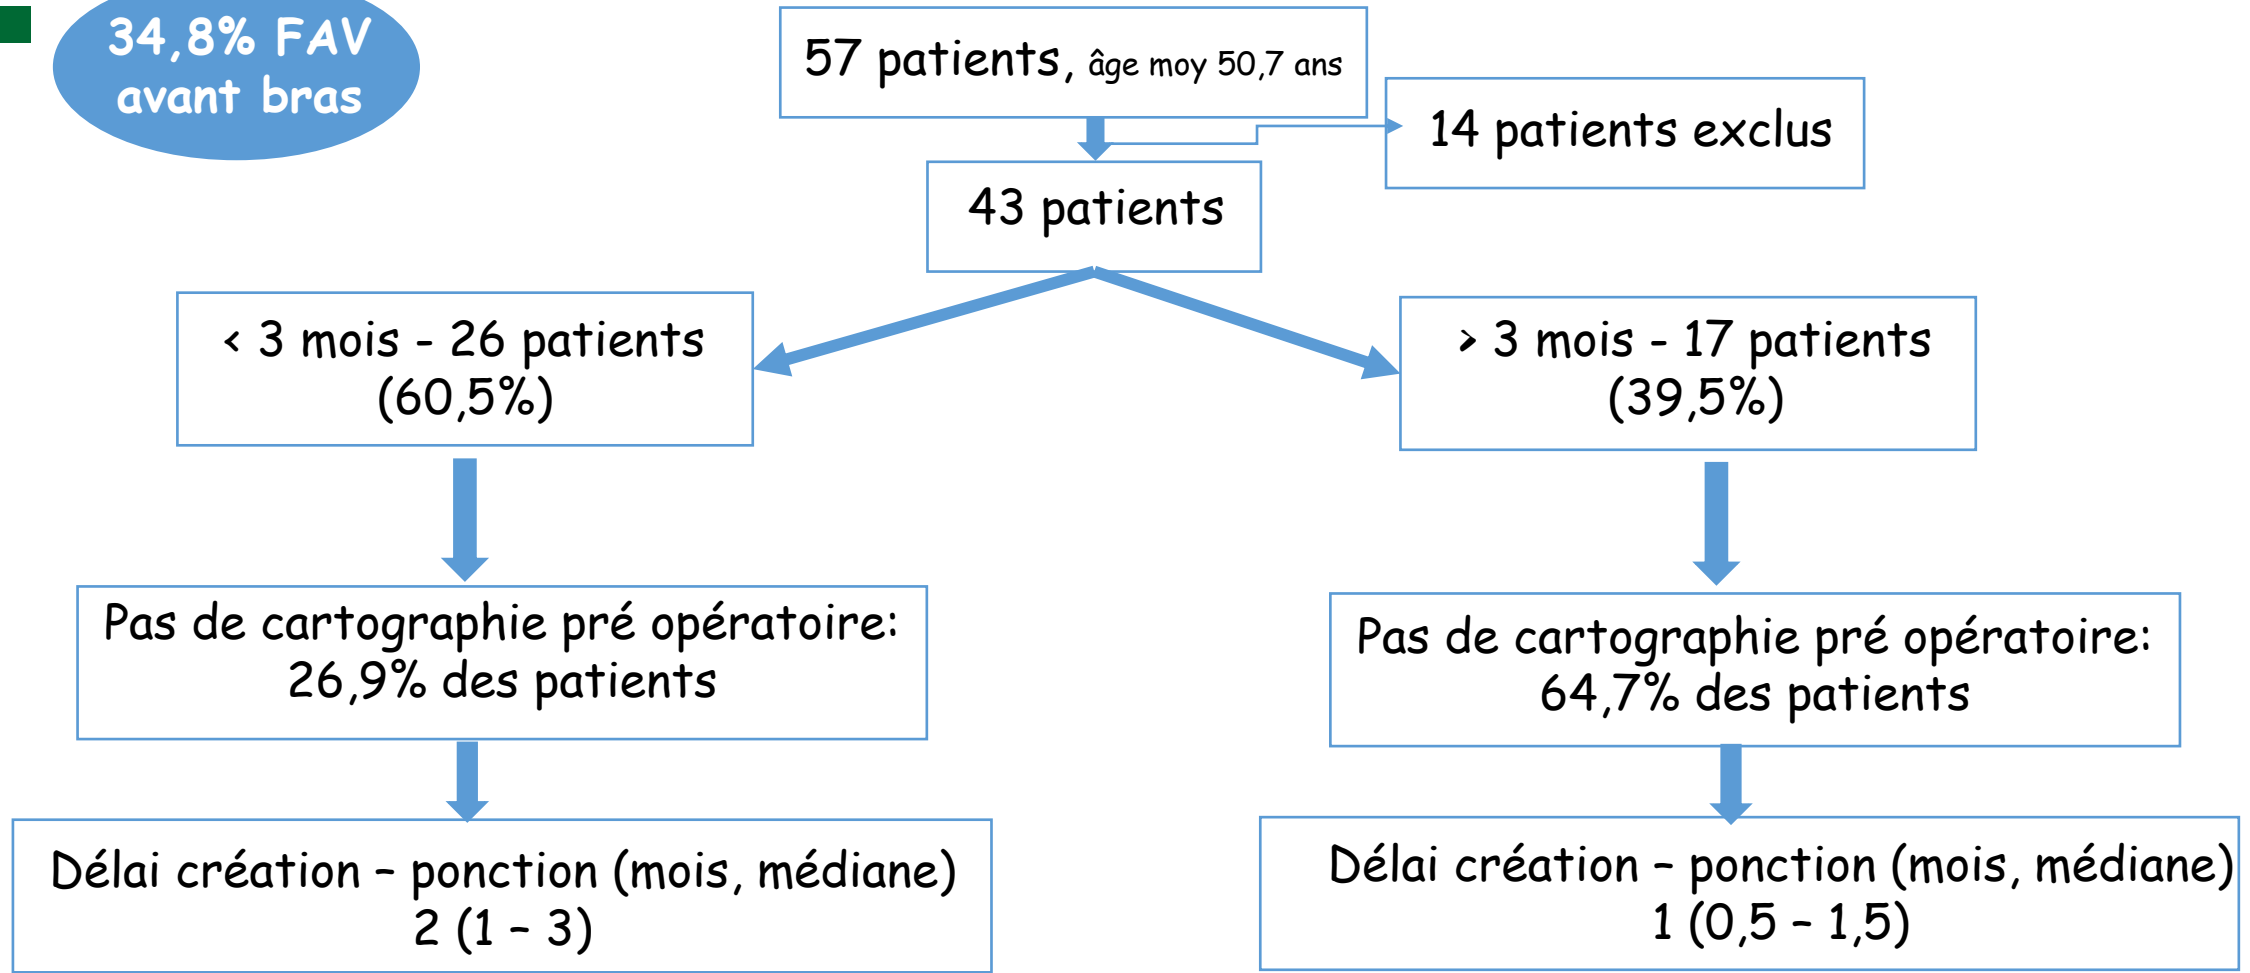 34,8% FAV
avant bras
57 patients, âge moy 50,7 ans
14 patients exclus
43 patients
< 3 mois - 26 patients
(60,5%)
> 3 mois - 17 patients
(39,5%)
Pas de cartographie pré opératoire:
26,9% des patients
Pas de cartographie pré opératoire:
64,7% des patients
Délai création – ponction (mois, médiane)
2 (1 – 3)
Délai création – ponction (mois, médiane)
1 (0,5 – 1,5)